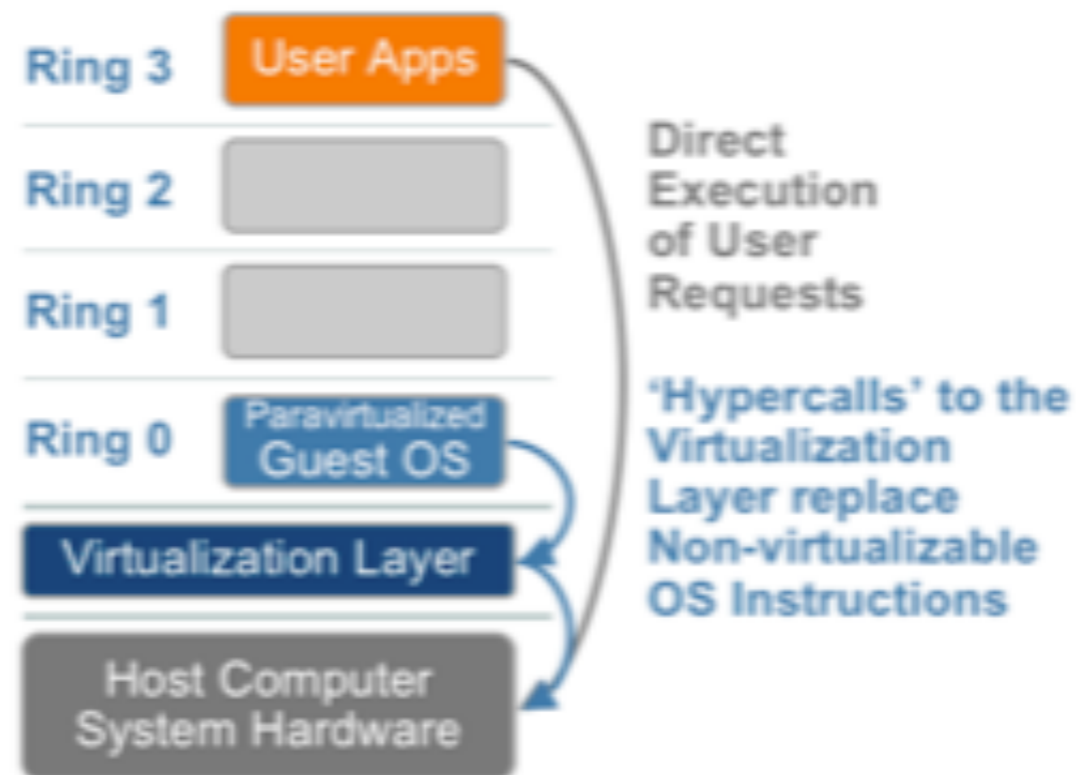 Ring 3
User Apps
Ring 2
Ring 1
Ring 0
Paravirtualized
Guest OS
Virtualization Layer
Host Computer
System Hardware
Direct
Execution
of User
Requests
‘Hypercalls’ to the
Virtualization
Layer replace
Non-virtualizable
OS Instructions